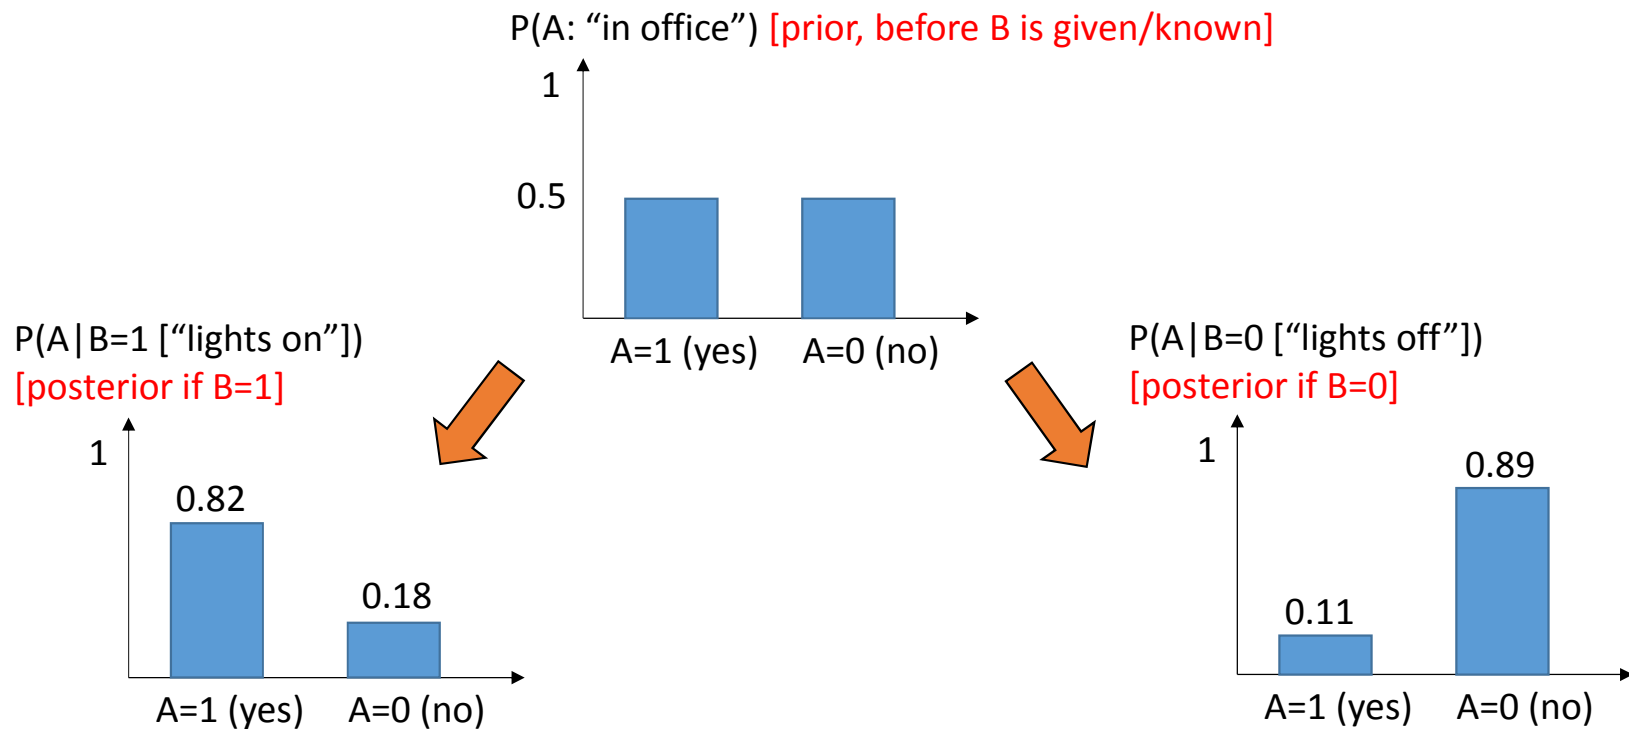 P(A: “in office”) [prior, before B is given/known]
1
0.5
A=1 (yes) A=0 (no)
P(A|B=1 [“lights on”])
[posterior if B=1]
1
0.82
0.18
A=1 (yes) A=0 (no)
P(A|B=0 [“lights off”])
[posterior if B=0]
1
0.89
0.11
A=1 (yes) A=0 (no)